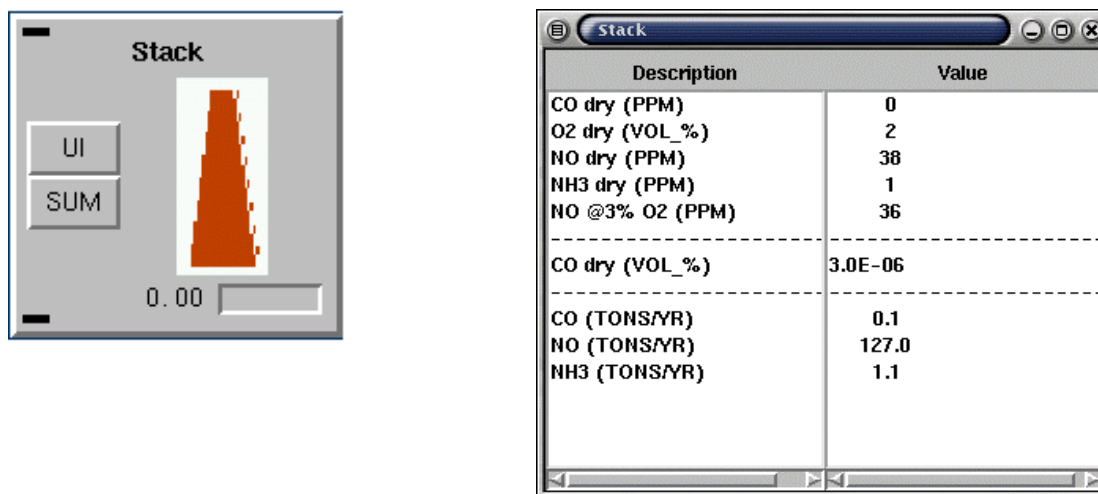 Stack
UI
SUM
0.00
Stack
Description Value
CO dry (PPM) 0
O2 dry (VOL_%) 2
NO dry (PPM) 38
NH3 dry (PPM) 1
NO @3% O2 (PPM) 36
CO dry (VOL_%) 3.0E-06
CO (TONS/YR) 0.1
NO (TONS/YR) 127.0
NH3 (TONS/YR) 1.1